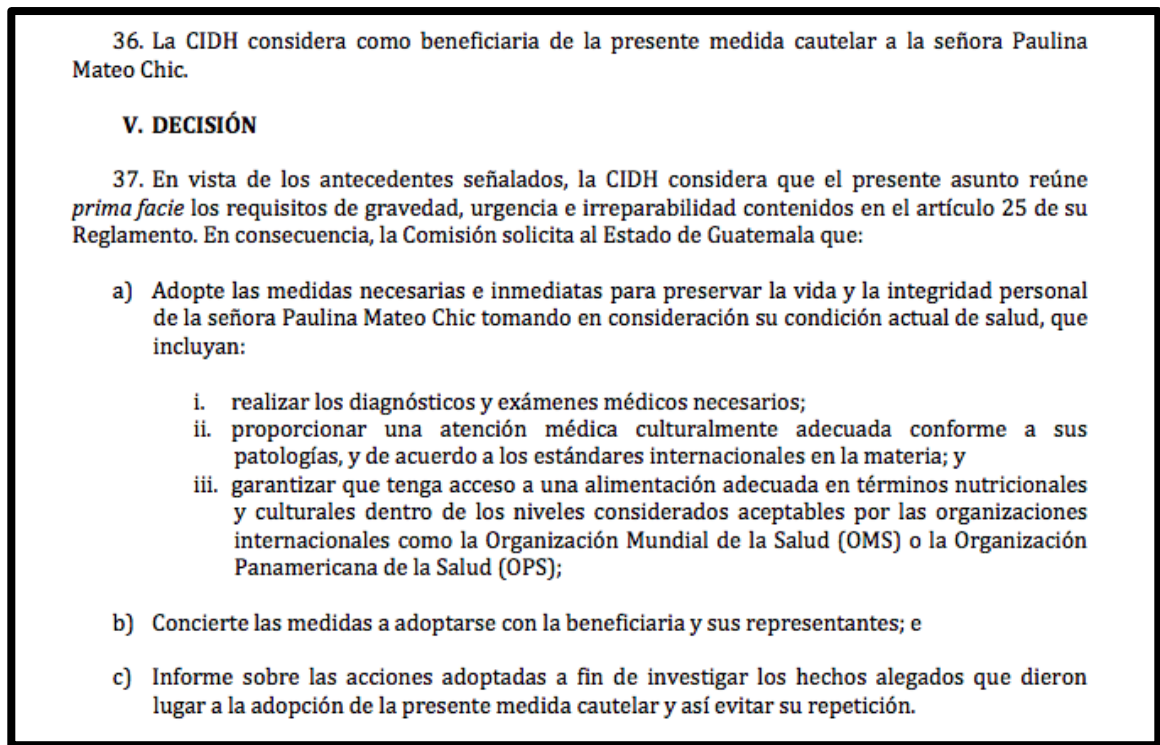 36. La CIDH considera como beneficiaria de la presente medida cautelar a la señora Paulina
Mateo Chic.
V. DECISIÓN
37. En vista de los antecedentes señalados, la CIDH considera que el presente asunto reúne
prima facie los requisitos de gravedad, urgencia e irreparabilidad contenidos en el artículo 25 de su
Reglamento. En consecuencia, la Comisión solicita al Estado de Guatemala que:
a) Adopte las medidas necesarias e inmediatas para preservar la vida y la integridad personal
de la señora Paulina Mateo Chic tomando en consideración su condición actual de salud, que
incluyan:
i. realizar los diagnósticos y exámenes médicos necesarios;
ii. proporcionar una atención médica culturalmente adecuada conforme a sus
patologías, y de acuerdo a los estándares internacionales en la materia; y
iii. garantizar que tenga acceso a una alimentación adecuada en términos nutricionales
y culturales dentro de los niveles considerados aceptables por las organizaciones
internacionales como la Organización Mundial de la Salud (OMS) o la Organización
Panamericana de la Salud (OPS);
b) Concierte las medidas a adoptarse con la beneficiaria y sus representantes; e
c) Informe sobre las acciones adoptadas a fin de investigar los hechos alegados que dieron
lugar a la adopción de la presente medida cautelar y así evitar su repetición.